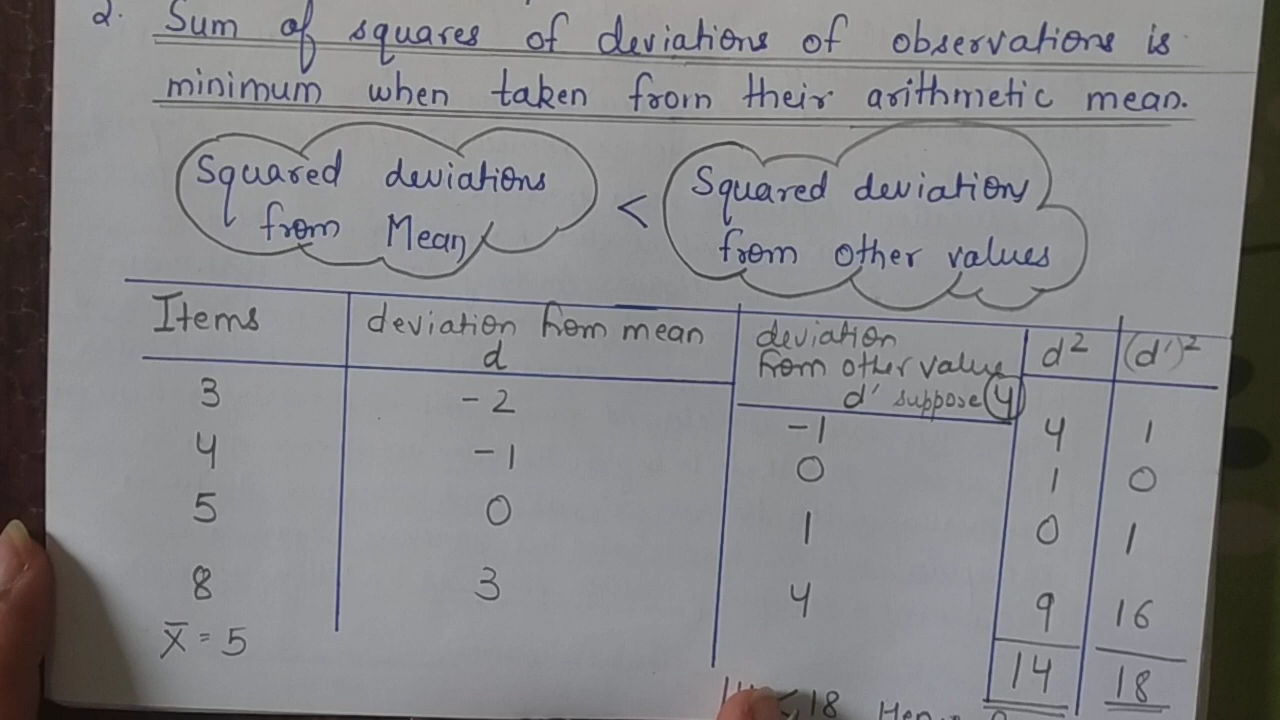 2. Sum of squares of deviations of observations is
minimum when taken from their arithmetic mean.
Squared deviations
from Mean
<
Squared deviation
from other values
Items deviation from mean d deviation from other value d' suppose 4 d² (d')²
3 -2 -1 4 1
4 -1 0 1 0
5 0 1 0 1
8 3 4 9 16
X̄ = 5
14 18
< 18